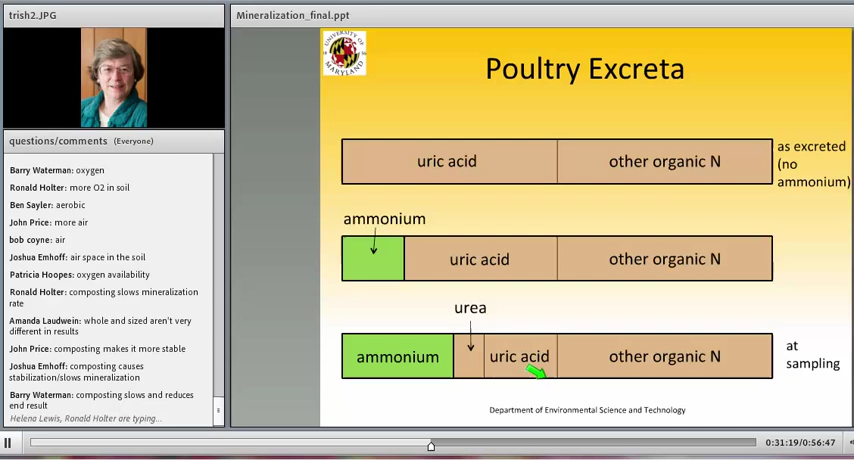 trish2.JPG
Mineralization_final.ppt
UNIVERSITY OF
MARYLAND
Poultry Excreta
questions/comments (Everyone)
Barry Waterman: oxygen
Ronald Holter: more O2 in soil
Ben Sayler: aerobic
John Price: more air
bob coyne: air
Joshua Emhoff: air space in the soil
Patricia Hoopes: oxygen availability
Ronald Holter: composting slows mineralization
rate
Amanda Laudwein: whole and sized aren't very
different in results
John Price: composting makes it more stable
Joshua Emhoff: composting causes
stabilization/slows mineralization
Barry Waterman: composting slows and reduces
end result
Helena Lewis, Ronald Holter are typing...
uric acid
other organic N
as excreted
(no
ammonium)
ammonium
uric acid
other organic N
urea
ammonium
uric acid
other organic N
at
sampling
Department of Environmental Science and Technology
0:31:19/0:56:47